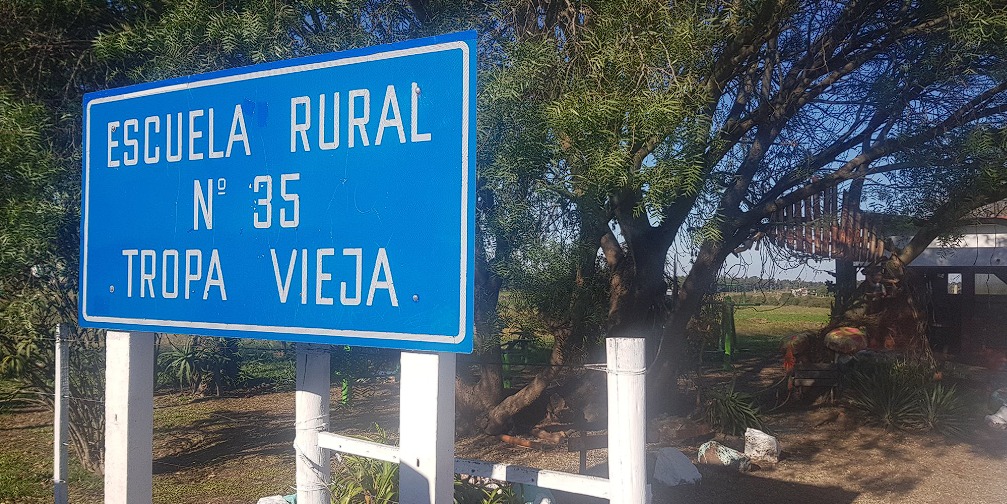 ESCUELA RURAL
Nº 35
TROPA VIEJA